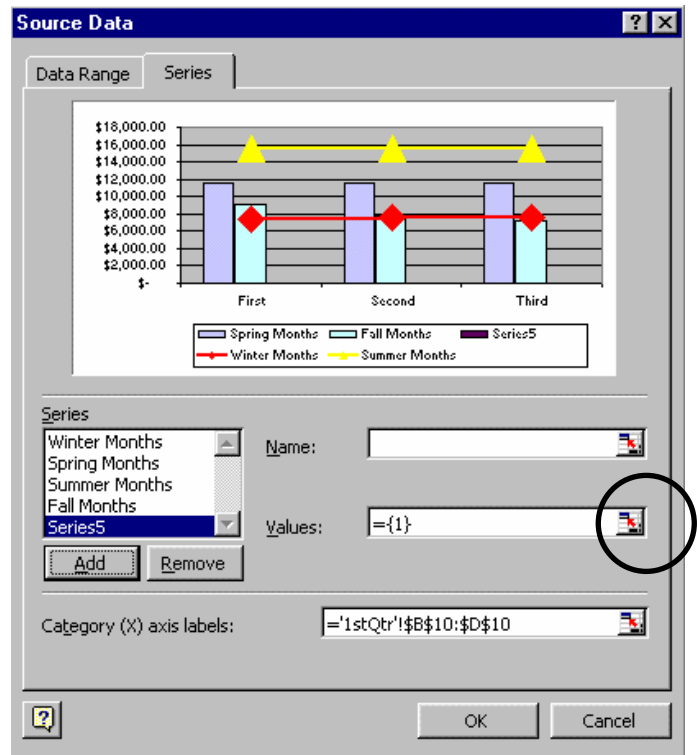 Source Data ? ×
Data Range Series
$18,000.00
$16,000.00
$14,000.00
$12,000.00
$10,000.00
$8,000.00
$6,000.00
$4,000.00
$2,000.00
$-
First Second Third
Spring Months Fall Months Series5
Winter Months Summer Months
Series
Winter Months
Spring Months
Summer Months
Fall Months
Series5
Name:
Values: ={1}
Add Remove
Category (X) axis labels: ='1stQtr'!$B$10:$D$10
? OK Cancel